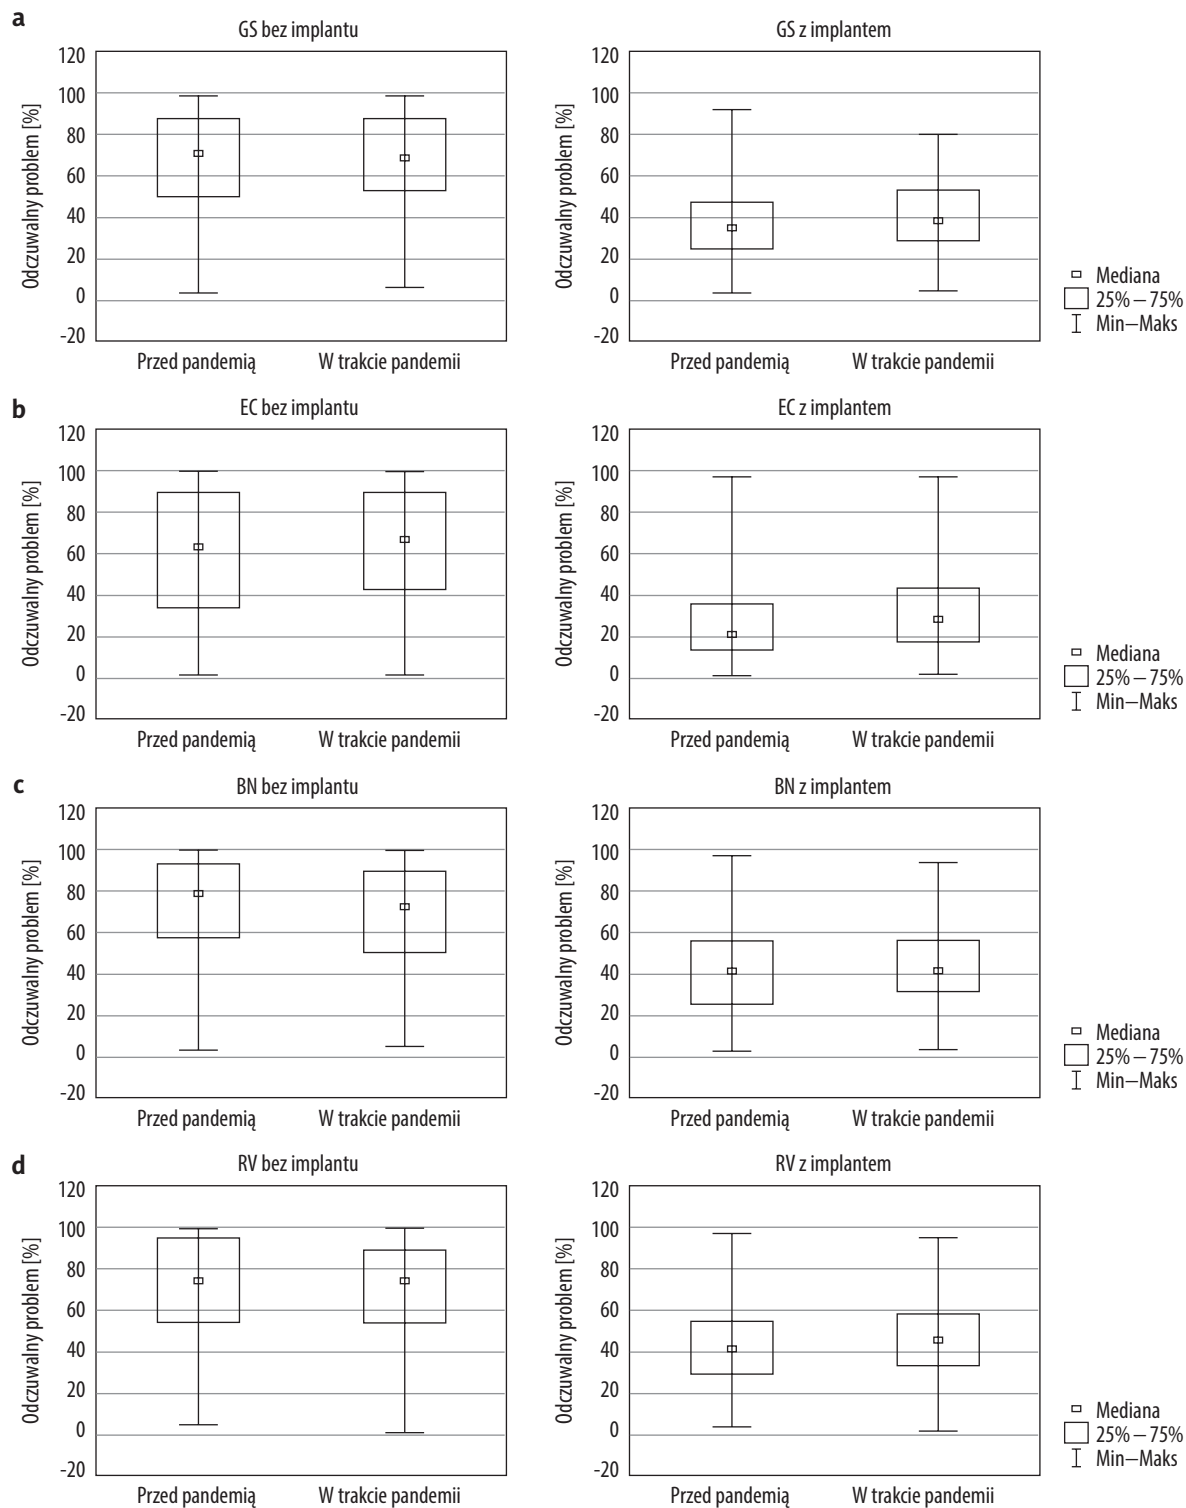 a
GS bez implantu
Odczuwalny problem [%]
120
100
80
60
40
20
0
-20
Przed pandemią W trakcie pandemii
GS z implantem
Odczuwalny problem [%]
120
100
80
60
40
20
0
-20
Przed pandemią W trakcie pandemii
Mediana
25% – 75%
Min–Maks
b
EC bez implantu
Odczuwalny problem [%]
120
100
80
60
40
20
0
-20
Przed pandemią W trakcie pandemii
EC z implantem
Odczuwalny problem [%]
120
100
80
60
40
20
0
-20
Przed pandemią W trakcie pandemii
Mediana
25% – 75%
Min–Maks
c
BN bez implantu
Odczuwalny problem [%]
120
100
80
60
40
20
0
-20
Przed pandemią W trakcie pandemii
BN z implantem
Odczuwalny problem [%]
120
100
80
60
40
20
0
-20
Przed pandemią W trakcie pandemii
Mediana
25% – 75%
Min–Maks
d
RV bez implantu
Odczuwalny problem [%]
120
100
80
60
40
20
0
-20
Przed pandemią W trakcie pandemii
RV z implantem
Odczuwalny problem [%]
120
100
80
60
40
20
0
-20
Przed pandemią W trakcie pandemii
Mediana
25% – 75%
Min–Maks